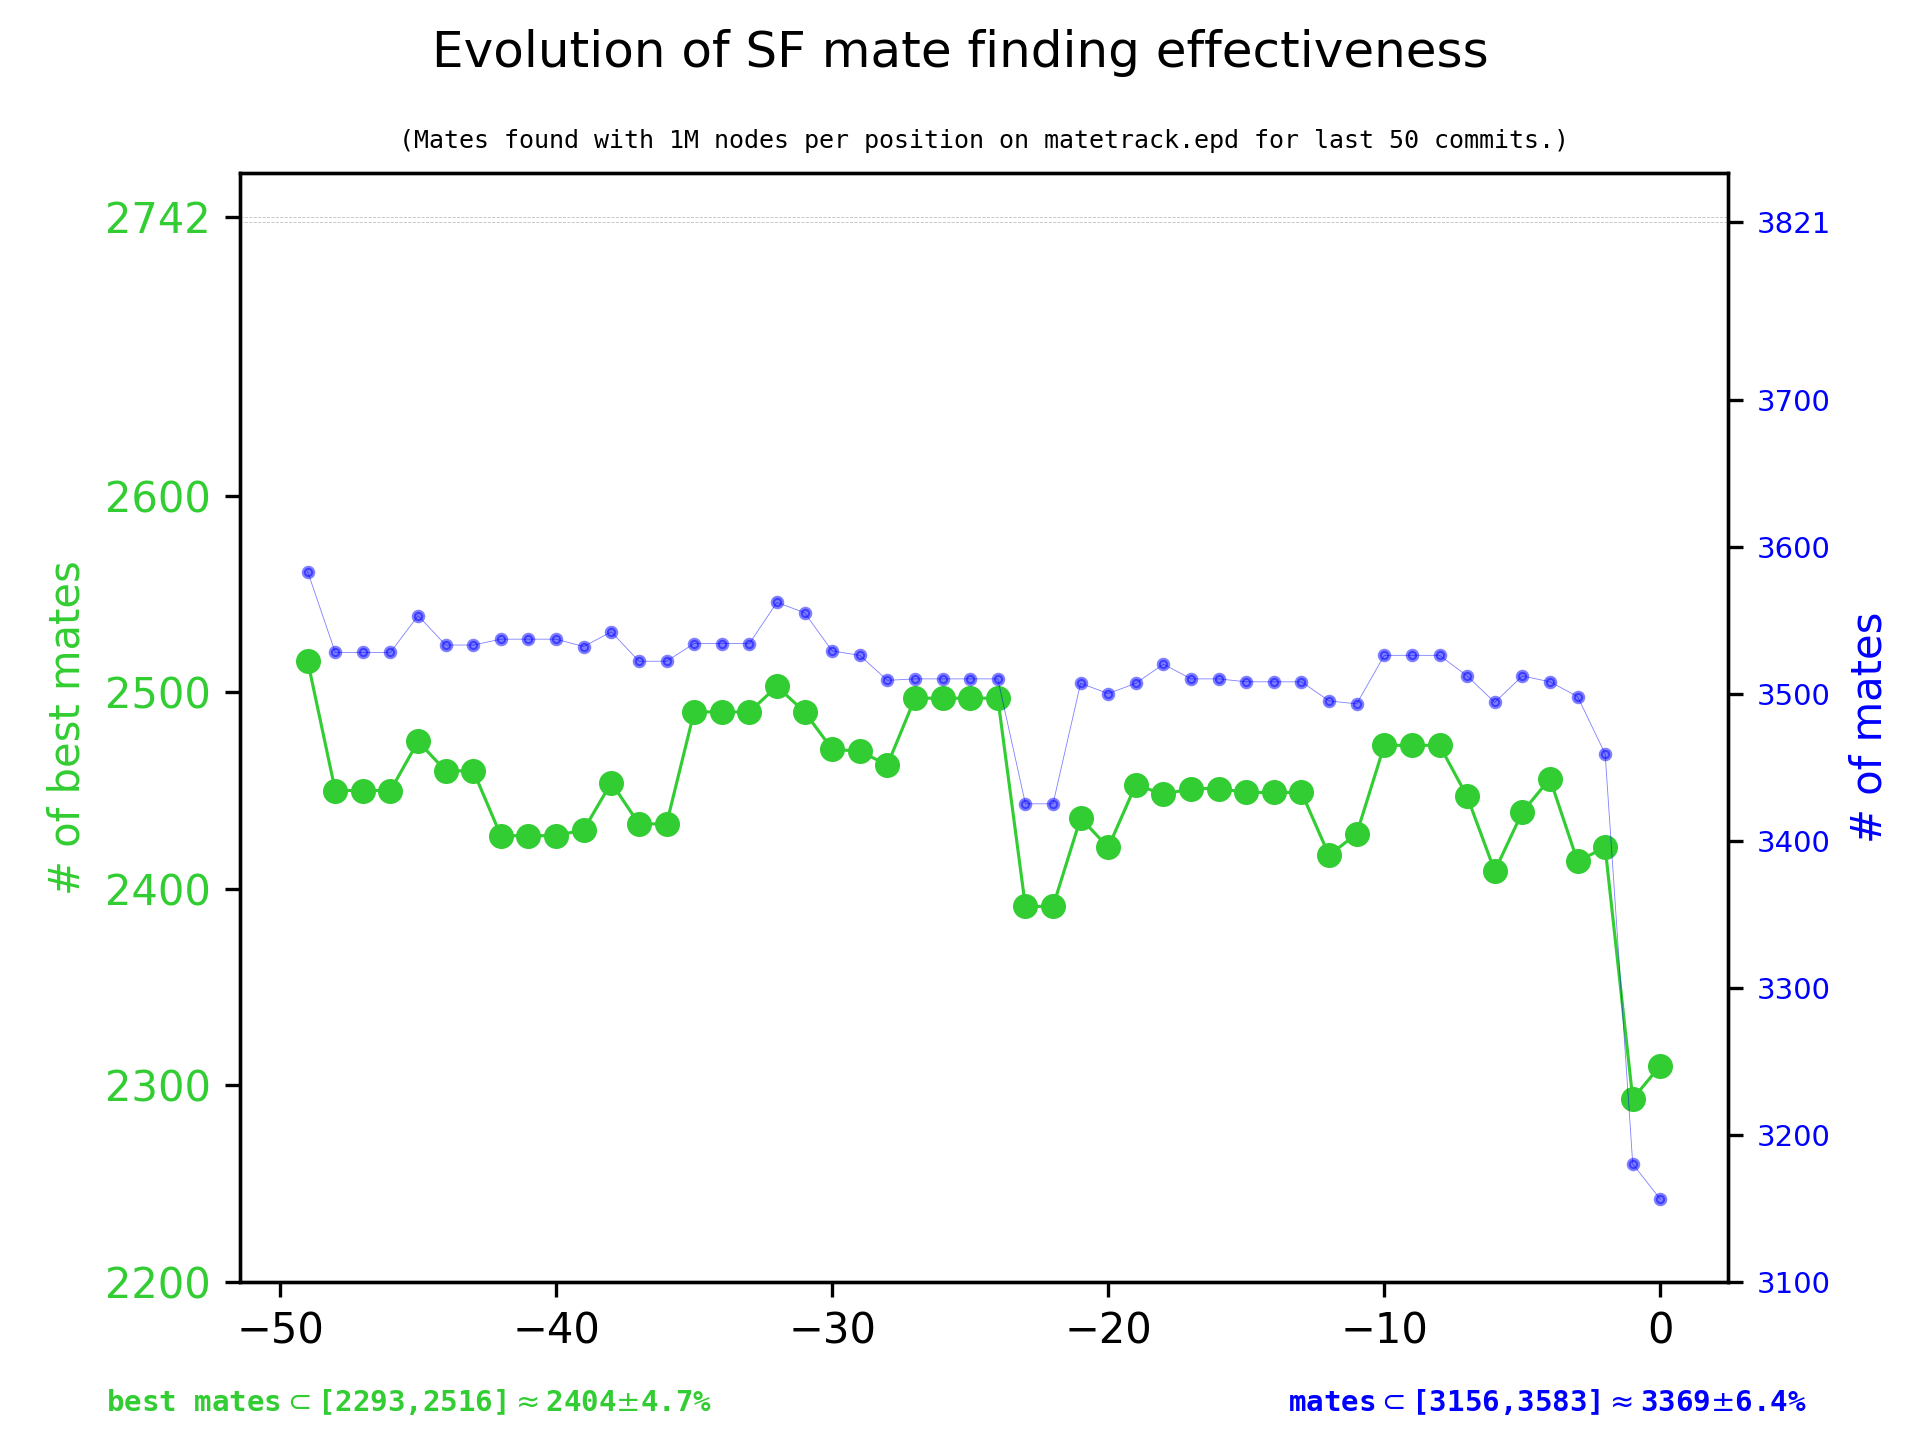 Evolution of SF mate finding effectiveness
(Mates found with 1M nodes per position on matetrack.epd for last 50 commits.)
2742
2600
2500
2400
2300
2200
# of best mates
3821
3700
3600
3500
3400
3300
3200
3100
# of mates
−50 −40 −30 −20 −10 0
best mates ⊂ [2293,2516] ≈ 2404±4.7%
mates ⊂ [3156,3583] ≈ 3369±6.4%